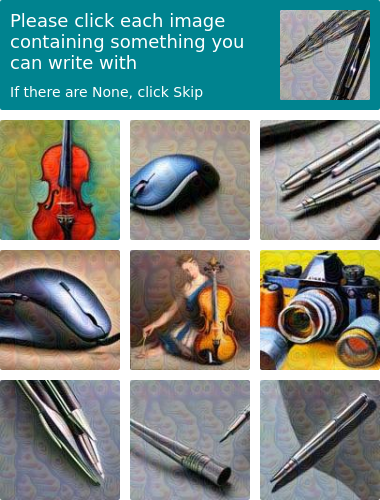 Please click each image
containing something you
can write with
If there are None, click Skip